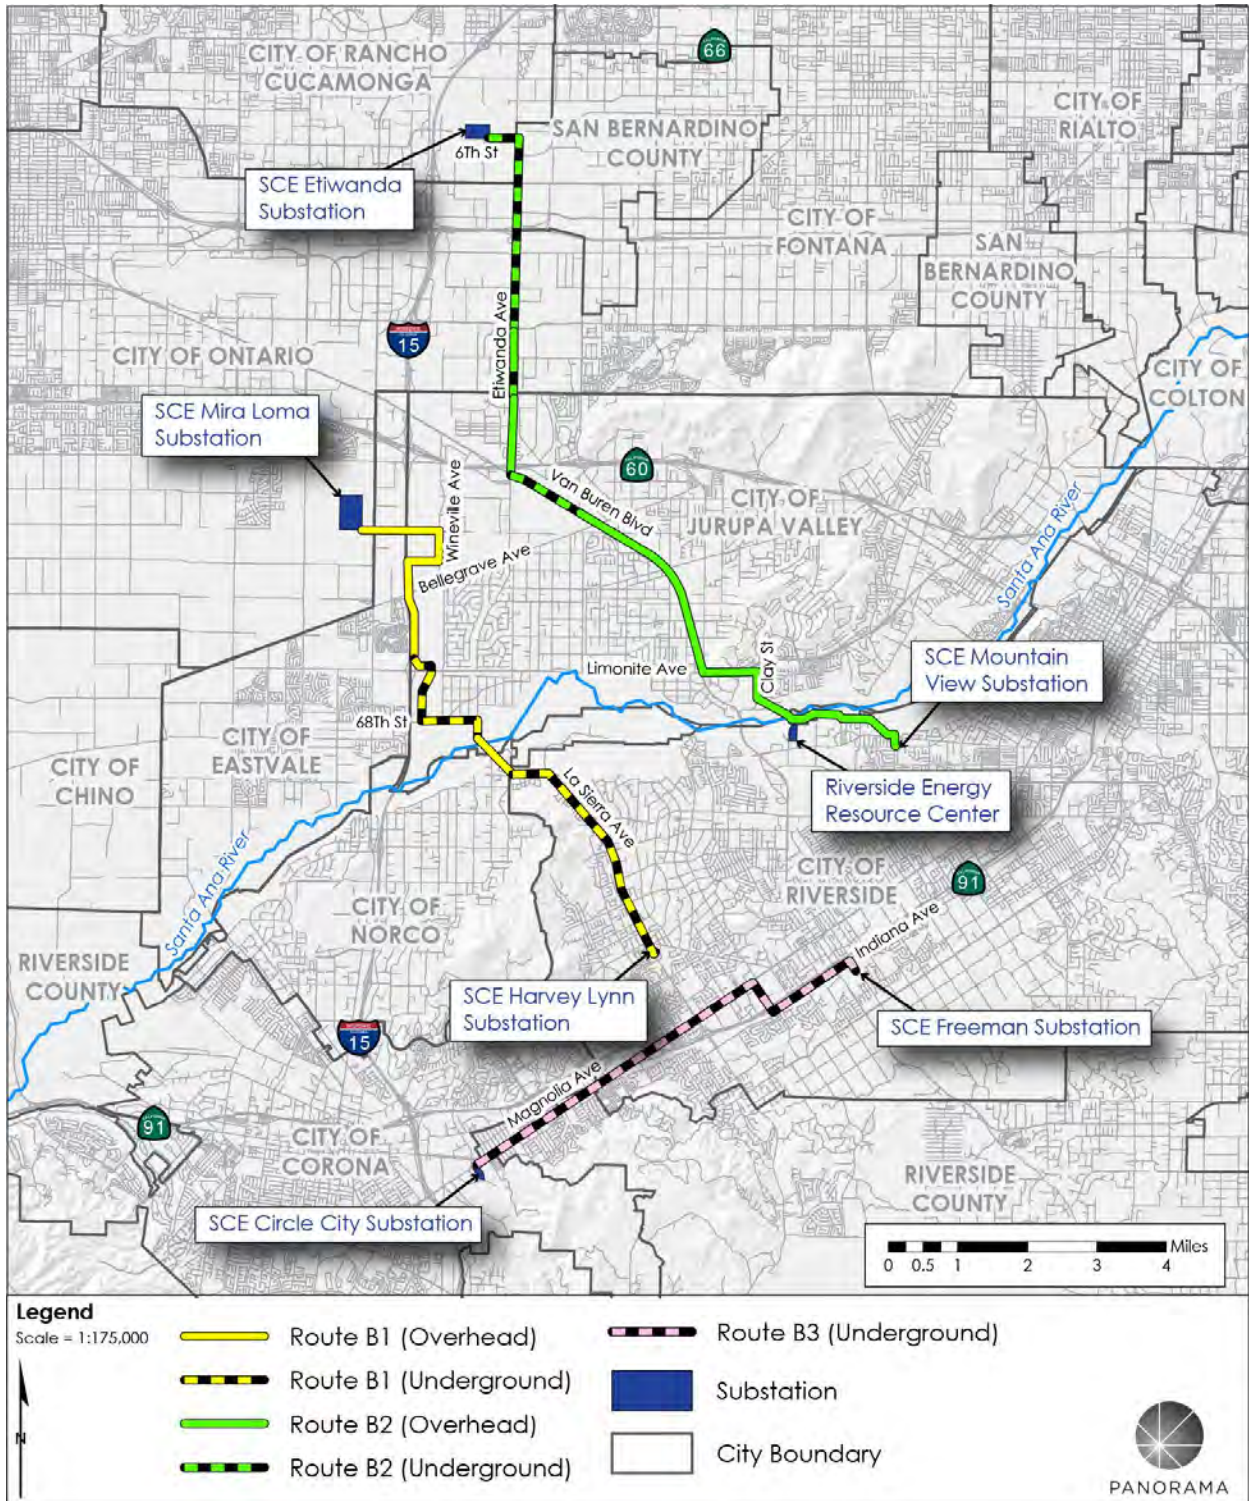 66
CITY OF RANCHO
CUCAMONGA
CITY OF
RIALTO
SAN BERNARDINO
COUNTY
6Th St
SCE Etiwanda
Substation
CITY OF
FONTANA
SAN
BERNARDINO
COUNTY
Etiwanda Ave
INTERSTATE
15
CITY OF ONTARIO
CITY OF
COLTON
SCE Mira Loma
Substation
CALIFORNIA
60
Van Buren Blvd
CITY OF
JURUPA VALLEY
Wineville Ave
Bellegrave Ave
Santa Ana River
Limonite Ave
Clay St
SCE Mountain
View Substation
68Th St
CITY OF
EASTVALE
CITY OF
CHINO
La Sierra Ave
Riverside Energy
Resource Center
Santa Ana River
CITY OF
RIVERSIDE
91
CITY OF
NORCO
Indiana Ave
RIVERSIDE
COUNTY
SCE Harvey Lynn
Substation
SCE Freeman Substation
15
Magnolia Ave
CALIFORNIA
91
CITY OF
CORONA
RIVERSIDE
COUNTY
SCE Circle City Substation
Miles
0 0.5 1 2 3 4
Legend
Scale = 1:175,000
N
Route B1 (Overhead)
Route B1 (Underground)
Route B2 (Overhead)
Route B2 (Underground)
Route B3 (Underground)
Substation
City Boundary
PANORAMA